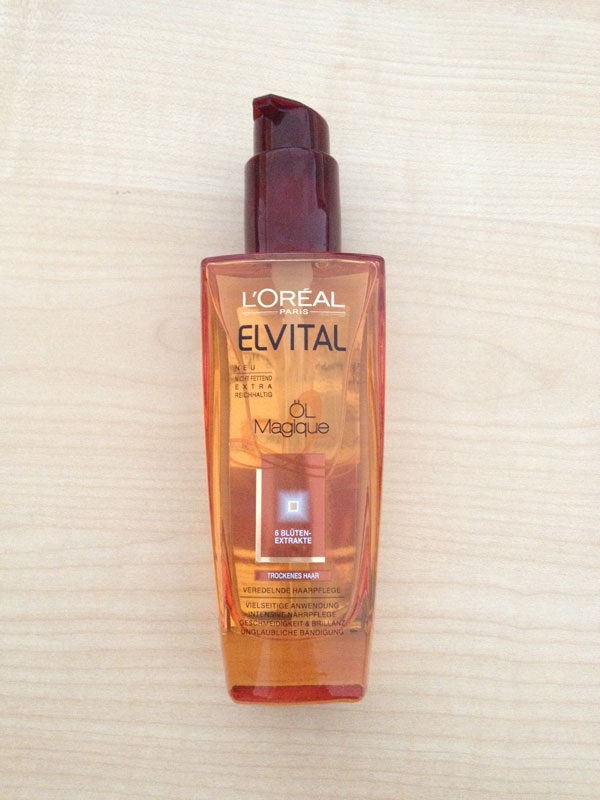 L'ORÉAL
PARIS
ELVITAL
NEU
NICHT FETTEND
EXTRA
REICHHALTIG
ÖL
Magique
6 BLÜTEN-
EXTRAKTE
TROCKENES HAAR
VEREDELNDE HAARPFLEGE
VIELSEITIGE ANWENDUNG
INTENSIVE NÄHRPFLEGE
GESCHMEIDIGKEIT & BRILLANZ
UNGLAUBLICHE BÄNDIGUNG